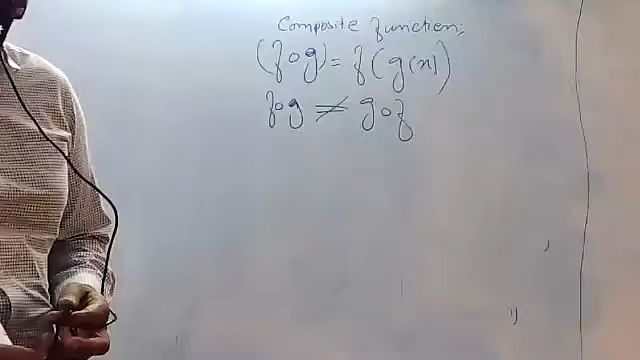 Composite function;
(fog) = f(g(x))
fog ≠ gof